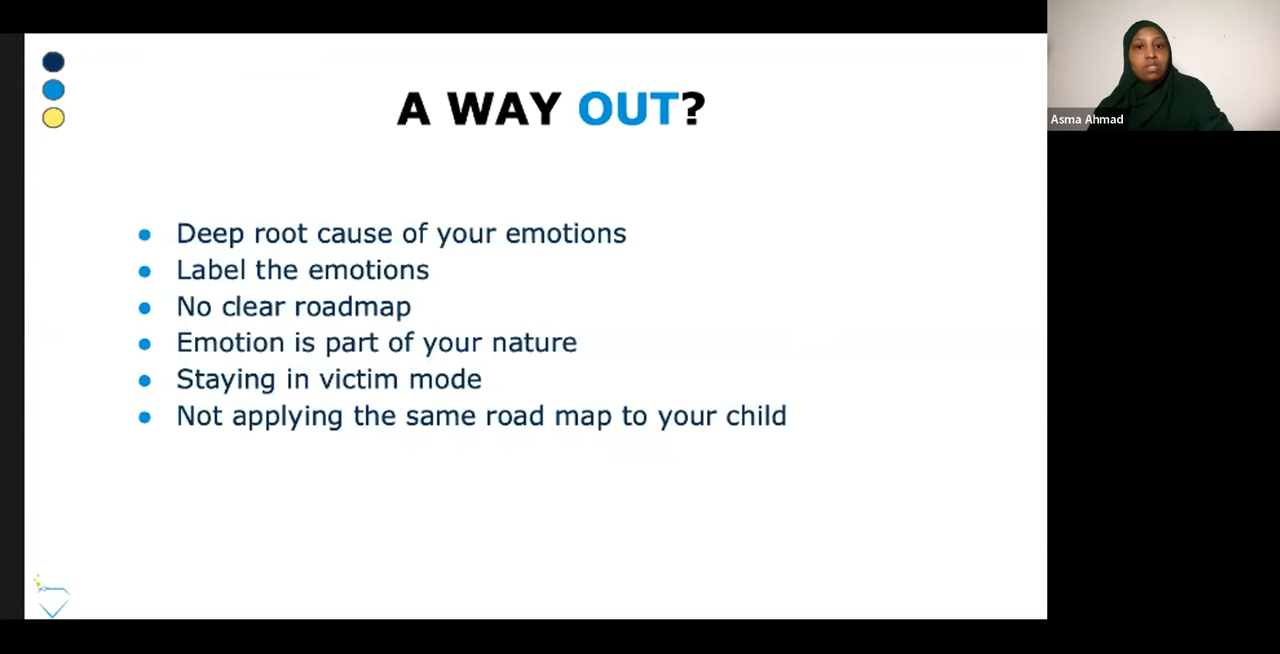 A WAY OUT?
Deep root cause of your emotions
Label the emotions
No clear roadmap
Emotion is part of your nature
Staying in victim mode
Not applying the same road map to your child
Asma Ahmad